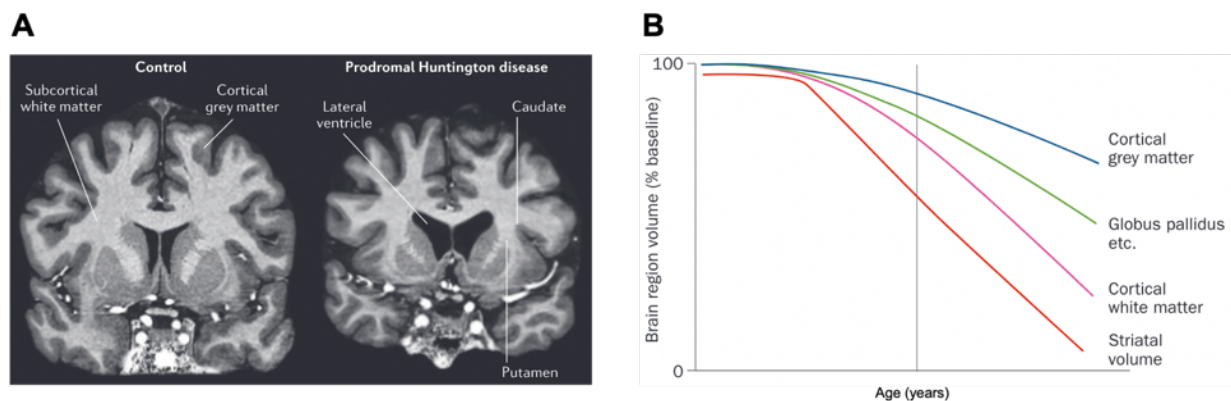 A
Control
Prodromal Huntington disease
Subcortical
white matter
Cortical
grey matter
Lateral
ventricle
Caudate
Putamen
B
100
0
Brain region volume (% baseline)
Cortical
grey matter
Globus pallidus
etc.
Cortical
white matter
Striatal
volume
Age (years)